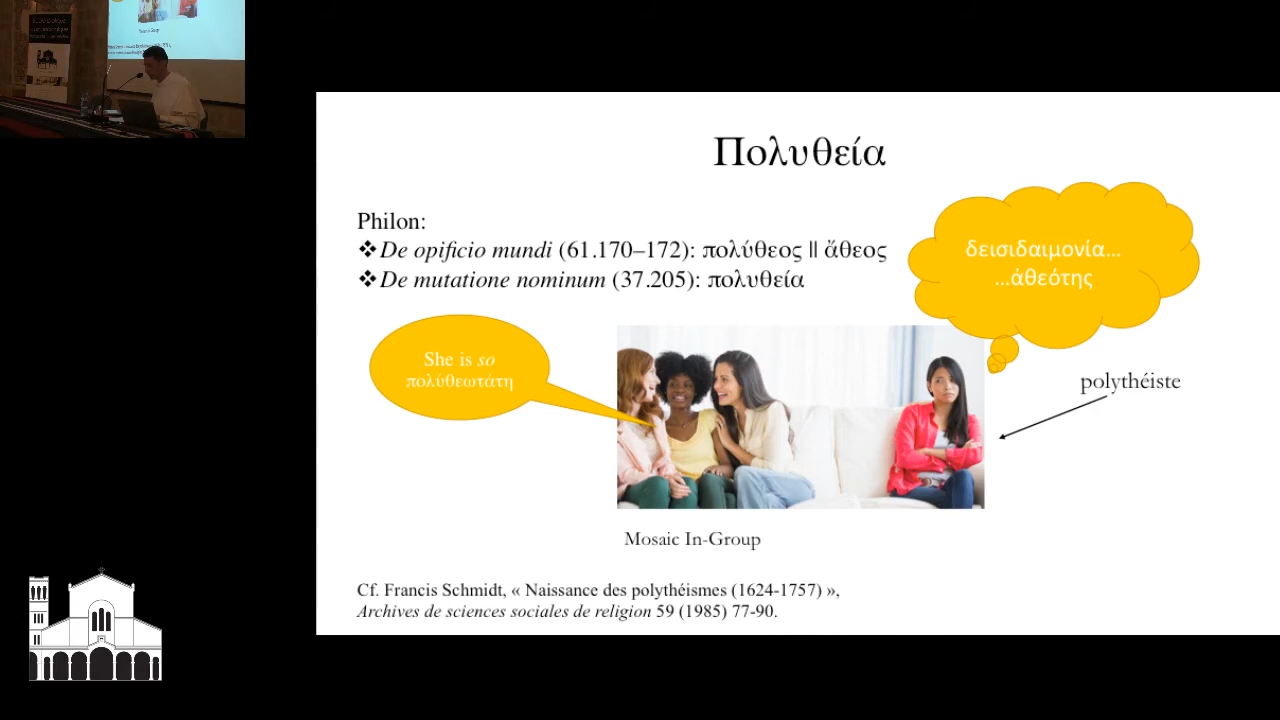 Πολυθεία
Philon:
❖De opificio mundi (61.170–172): πολύθεος || ἄθεος
❖De mutatione nominum (37.205): πολυθεία
δεισιδαιμονία...
...ἀθεότης
She is so
πολύθεωτάτη
polythéiste
Mosaic In-Group
Cf. Francis Schmidt, « Naissance des polythéismes (1624-1757) »,
Archives de sciences sociales de religion 59 (1985) 77-90.